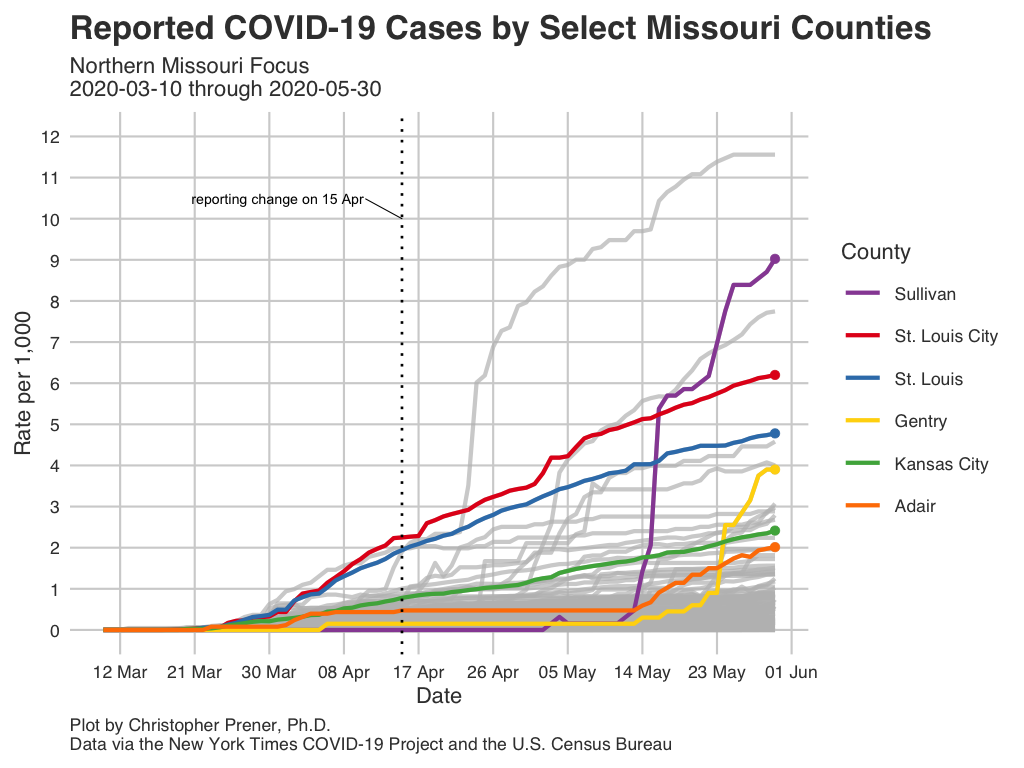 Reported COVID-19 Cases by Select Missouri Counties
Northern Missouri Focus
2020-03-10 through 2020-05-30
12
11
10
9
8
7
6
5
4
3
2
1
0
Rate per 1,000
reporting change on 15 Apr
12 Mar
21 Mar
30 Mar
08 Apr
17 Apr
26 Apr
05 May
14 May
23 May
01 Jun
Date
County
Sullivan
St. Louis City
St. Louis
Gentry
Kansas City
Adair
Plot by Christopher Prener, Ph.D.
Data via the New York Times COVID-19 Project and the U.S. Census Bureau